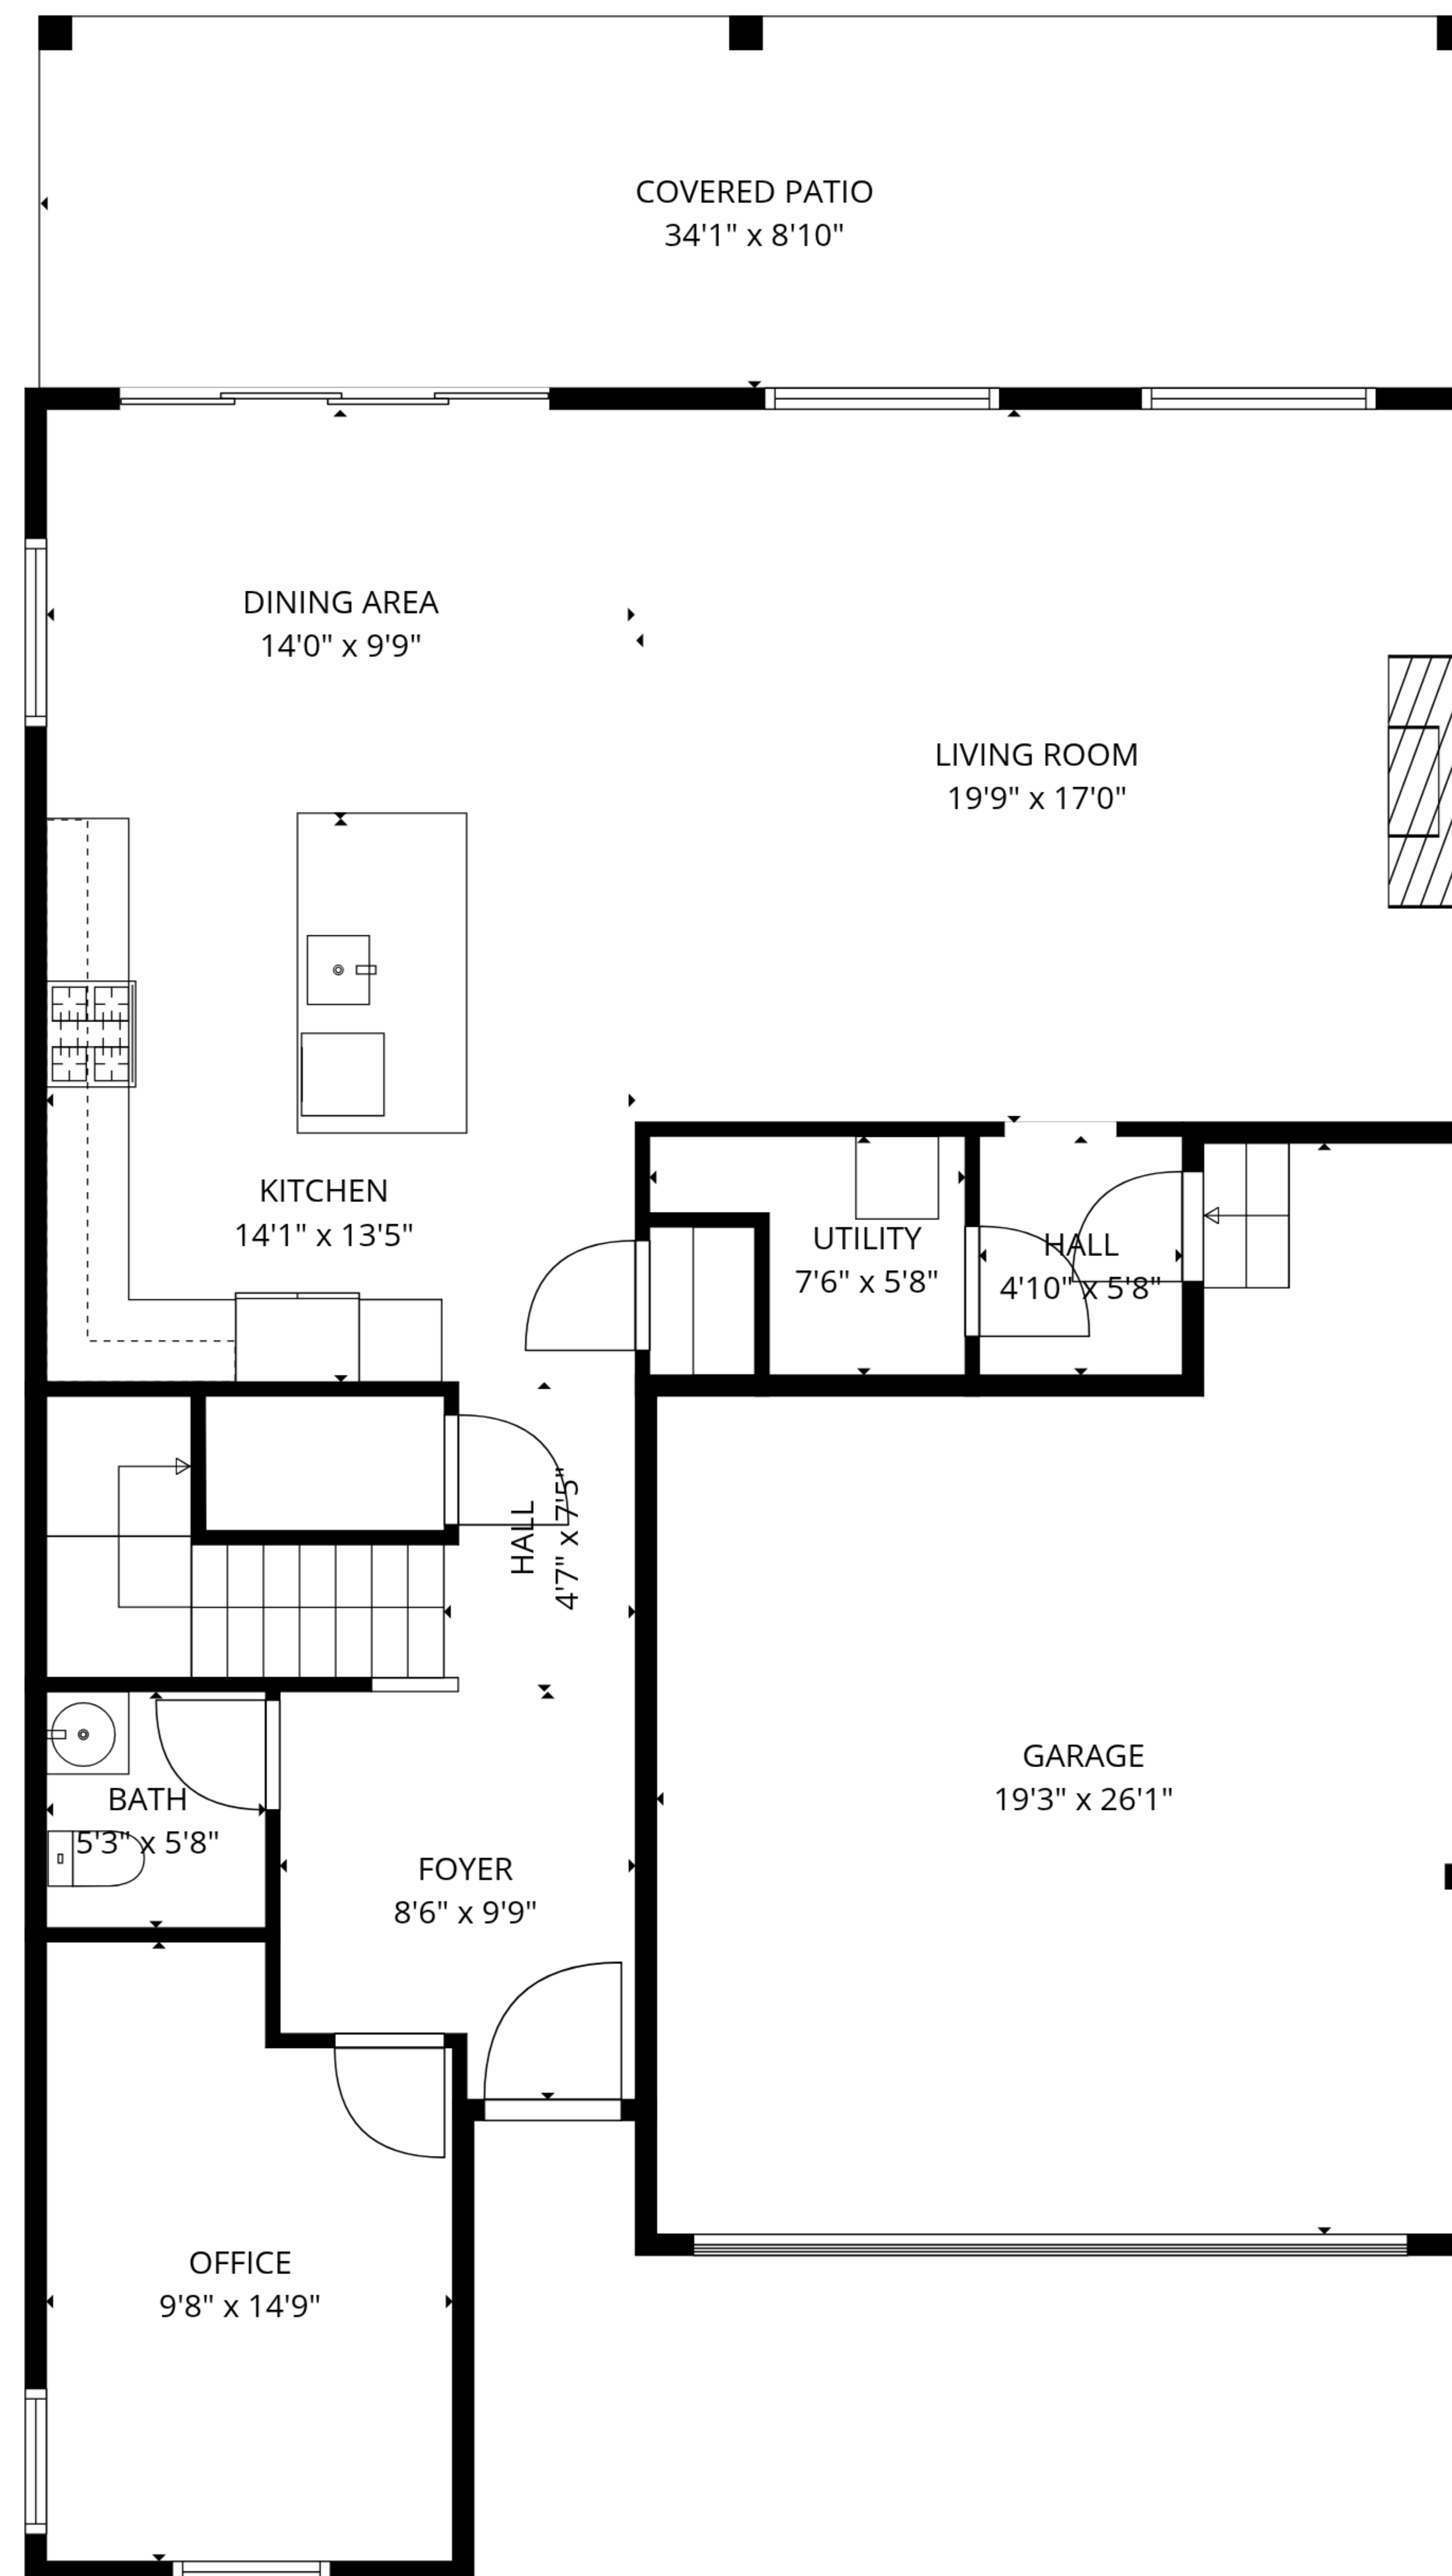 COVERED PATIO
34'1" x 8'10"
DINING AREA
14'0" x 9'9"
LIVING ROOM
19'9" x 17'0"
KITCHEN
14'1" x 13'5"
UTILITY
7'6" x 5'8"
HALL
4'10" x 5'8"
HALL
4'7" x 7'5"
GARAGE
19'3" x 26'1"
BATH
5'3" x 5'8"
FOYER
8'6" x 9'9"
OFFICE
9'8" x 14'9"